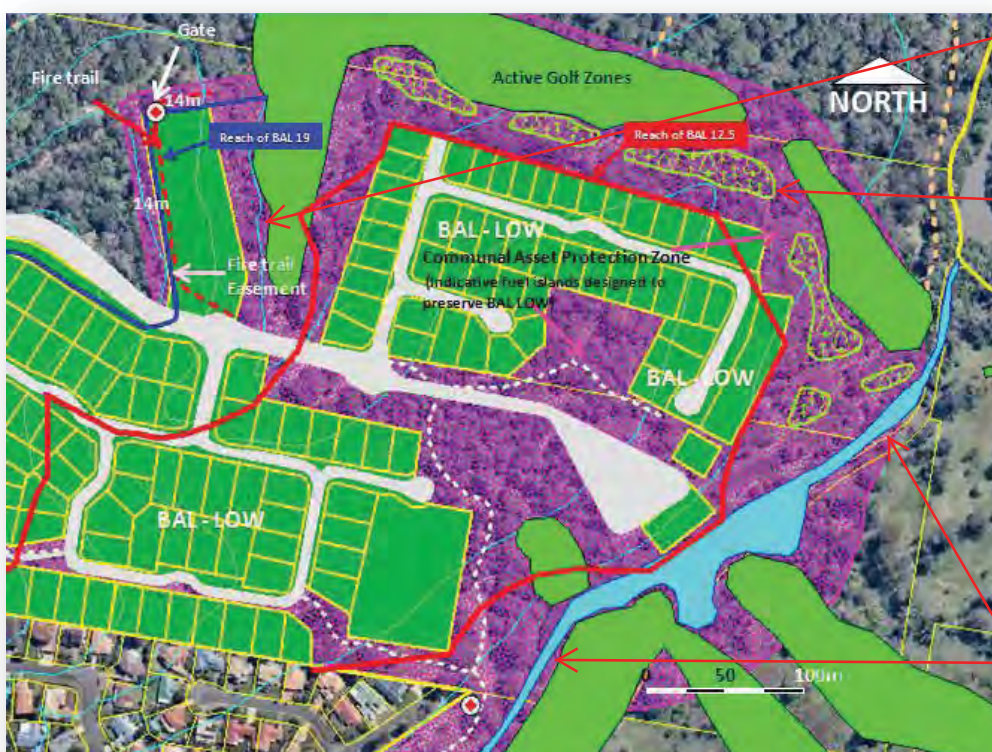 Gate
Fire trail
14m
Active Golf Zones
NORTH
Reach of BAL 19
Reach of BAL 12.5
14m
BAL - LOW
Communal Asset Protection Zone
(Indicative fuel islands designed to
preserve BAL LOW)
Fire trail
Easement
BAL - LOW
BAL - LOW
0 50 100m